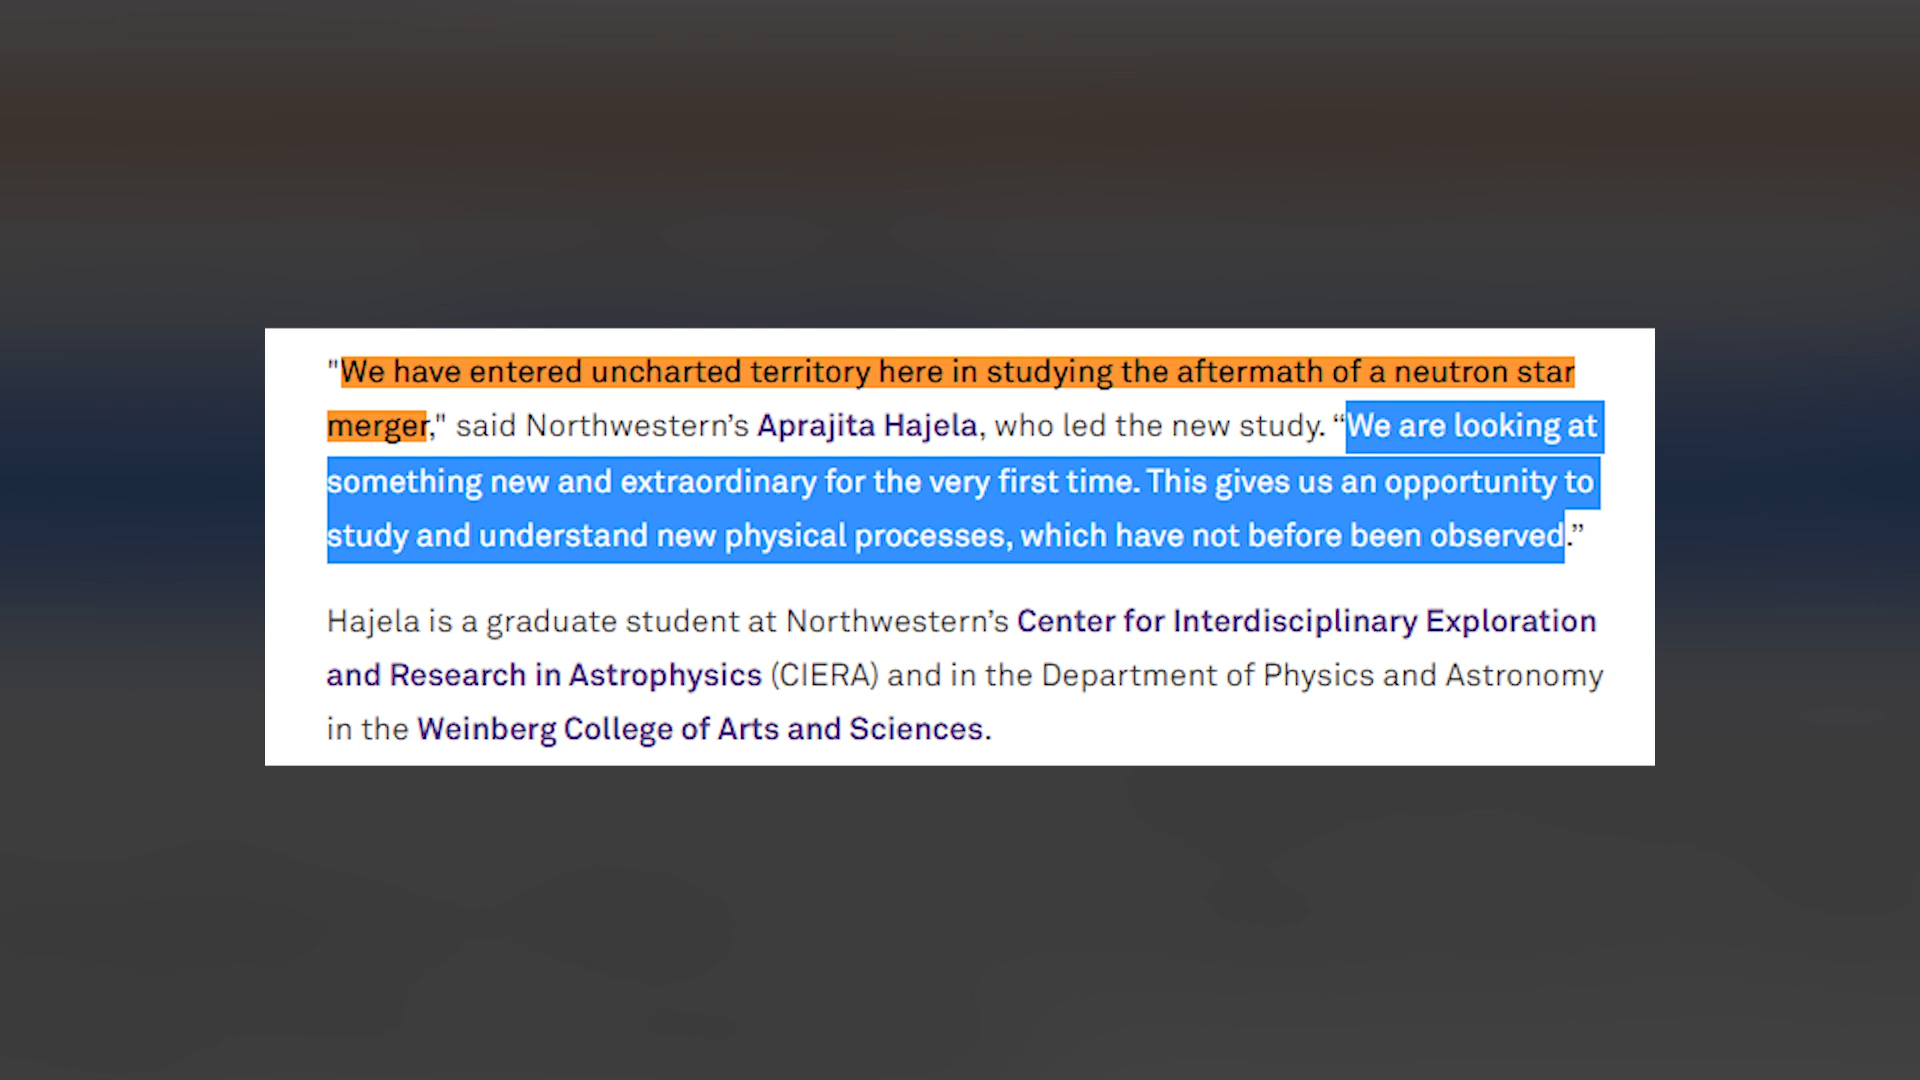 "We have entered uncharted territory here in studying the aftermath of a neutron star
merger," said Northwestern’s Aprajita Hajela, who led the new study. “We are looking at
something new and extraordinary for the very first time. This gives us an opportunity to
study and understand new physical processes, which have not before been observed.”
Hajela is a graduate student at Northwestern’s Center for Interdisciplinary Exploration
and Research in Astrophysics (CIERA) and in the Department of Physics and Astronomy
in the Weinberg College of Arts and Sciences.